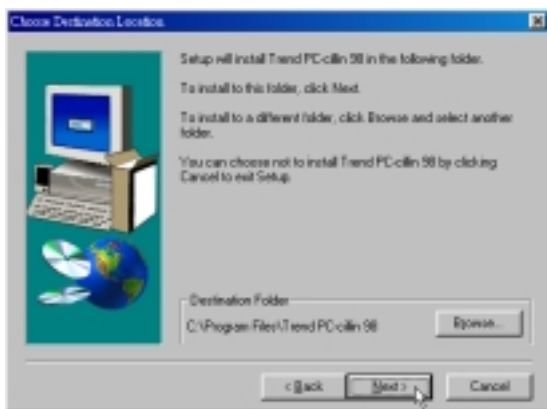 Choose Destination Location
Setup will install Trend PC-cillin 98 in the following folder.
To install to this folder, click Next.
To install to a different folder, click Browse and select another
folder.
You can choose not to install Trend PC-cillin 98 by clicking
Cancel to exit Setup.
Destination Folder
C:\Program Files\Trend PC-cillin 98
Browse...
< Back
Next >
Cancel